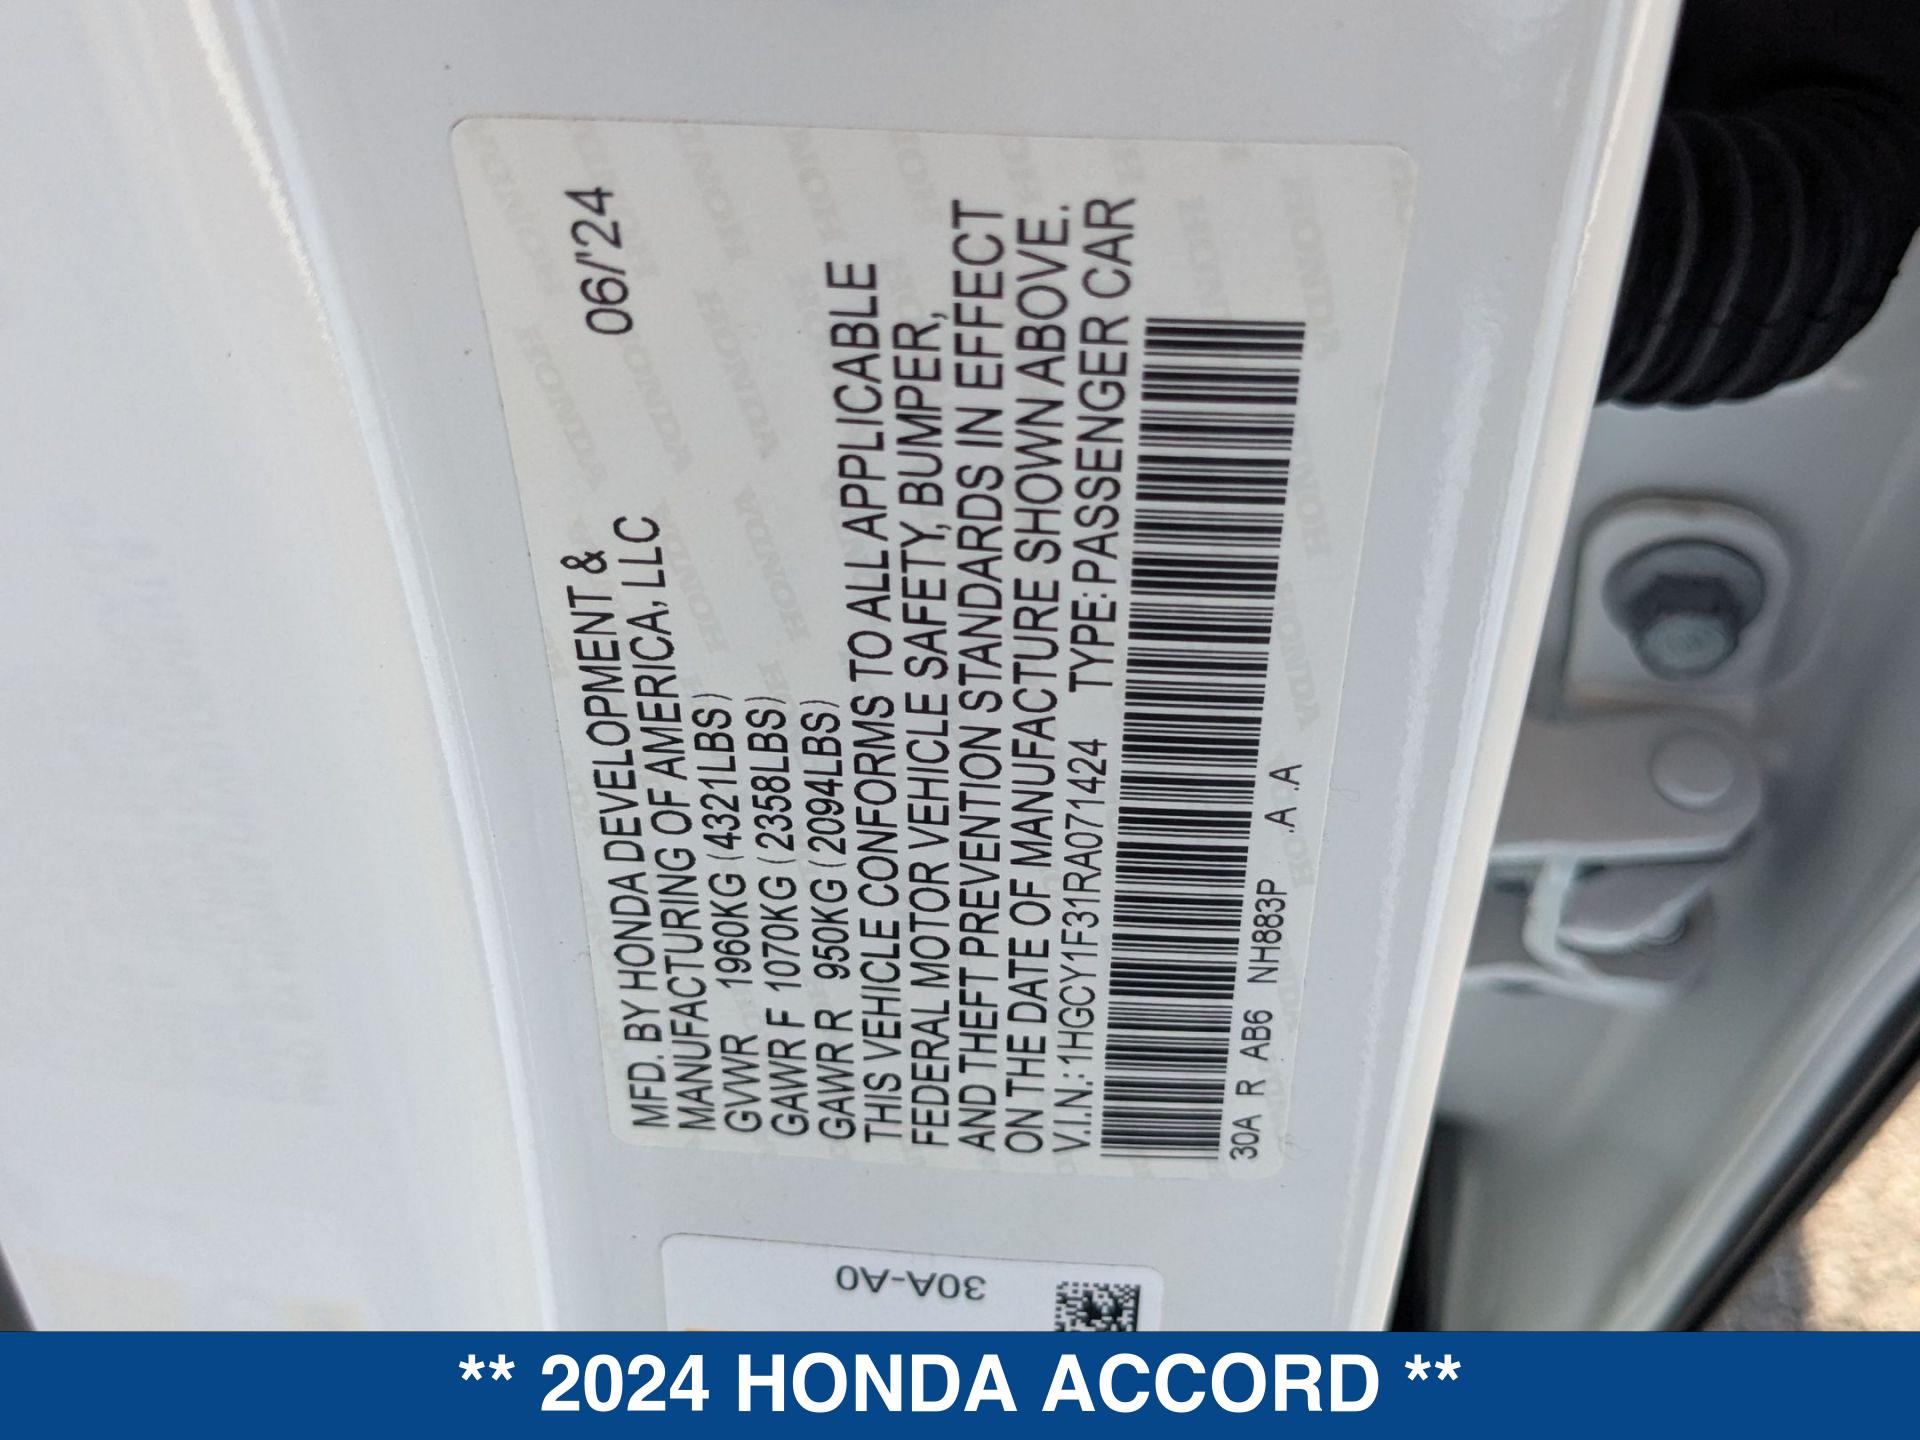 MFD. BY HONDA DEVELOPMENT & 06/'24
MANUFACTURING OF AMERICA, LLC
GVWR 1960KG (4321LBS)
GAWR F 1070KG (2358LBS)
GAWR R 950KG (2094LBS)
THIS VEHICLE CONFORMS TO ALL APPLICABLE
FEDERAL MOTOR VEHICLE SAFETY, BUMPER,
AND THEFT PREVENTION STANDARDS IN EFFECT
ON THE DATE OF MANUFACTURE SHOWN ABOVE.
V.I.N.: 1HGCY1F31RA071424 TYPE: PASSENGER CAR
30A R AB6 NH883P .A .A
30A-A0
** 2024 HONDA ACCORD **